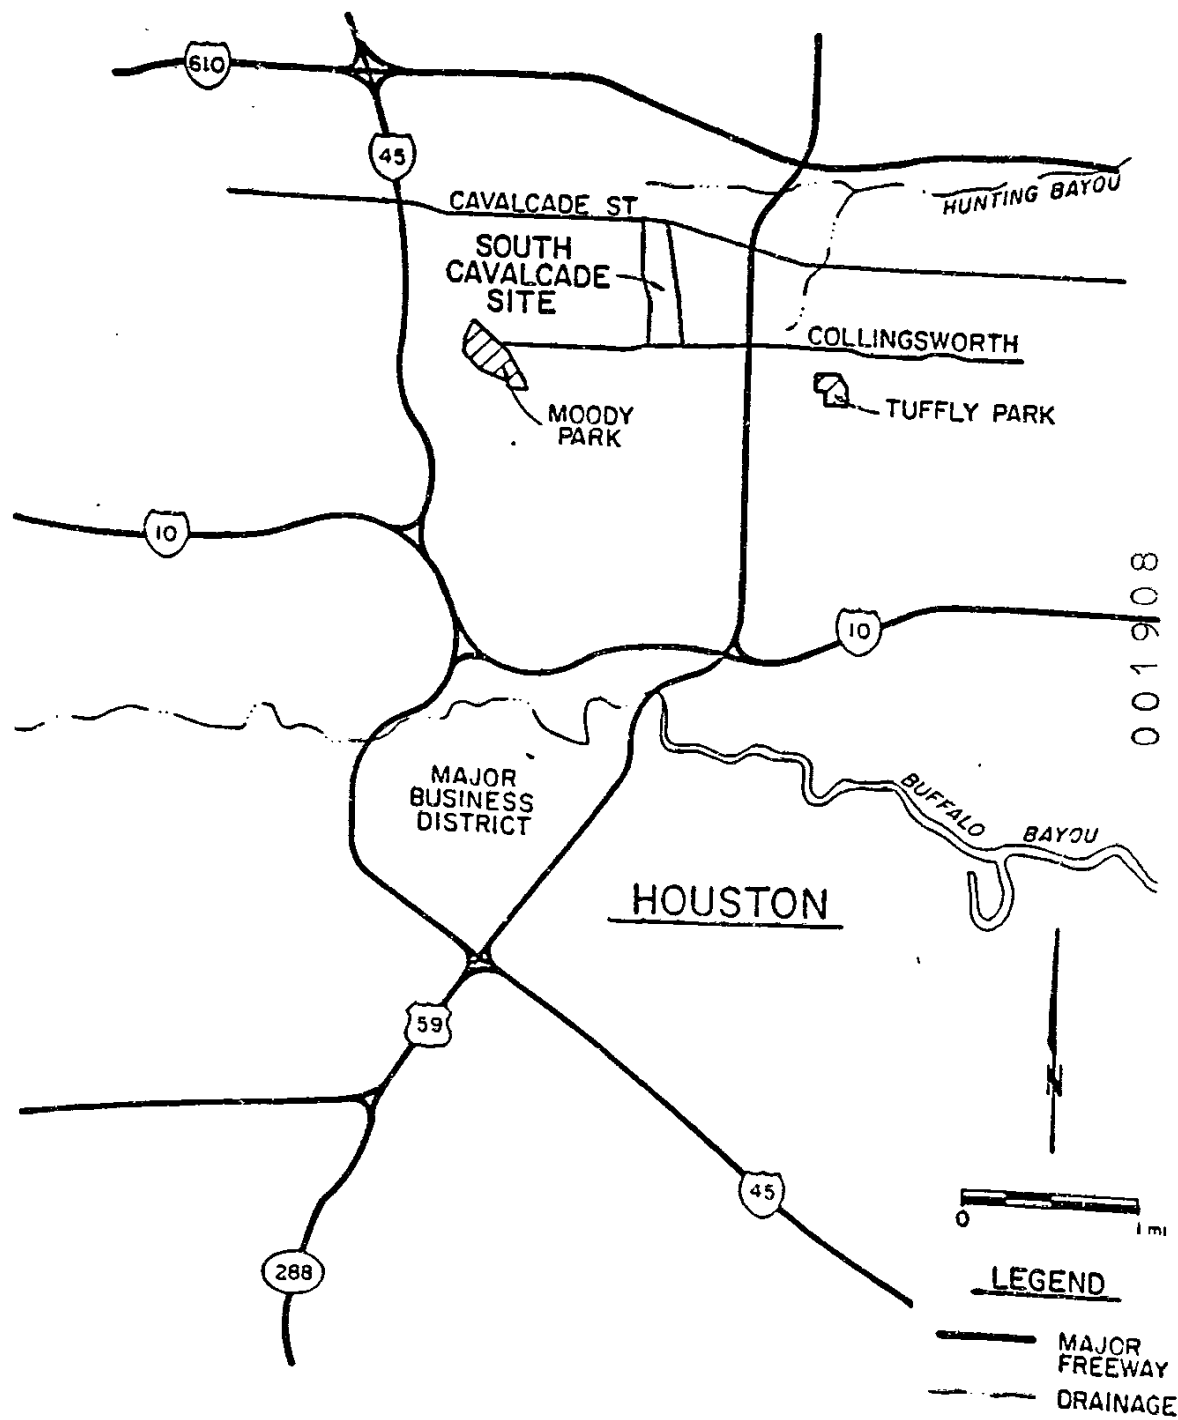 610
45
CAVALCADE ST
HUNTING BAYOU
SOUTH
CAVALCADE
SITE
COLLINGSWORTH
MOODY
PARK
TUFFLY PARK
10
10
001908
MAJOR
BUSINESS
DISTRICT
BUFFALO BAYOU
HOUSTON
59
N
45
0 1 mi
288
LEGEND
MAJOR
FREEWAY
DRAINAGE